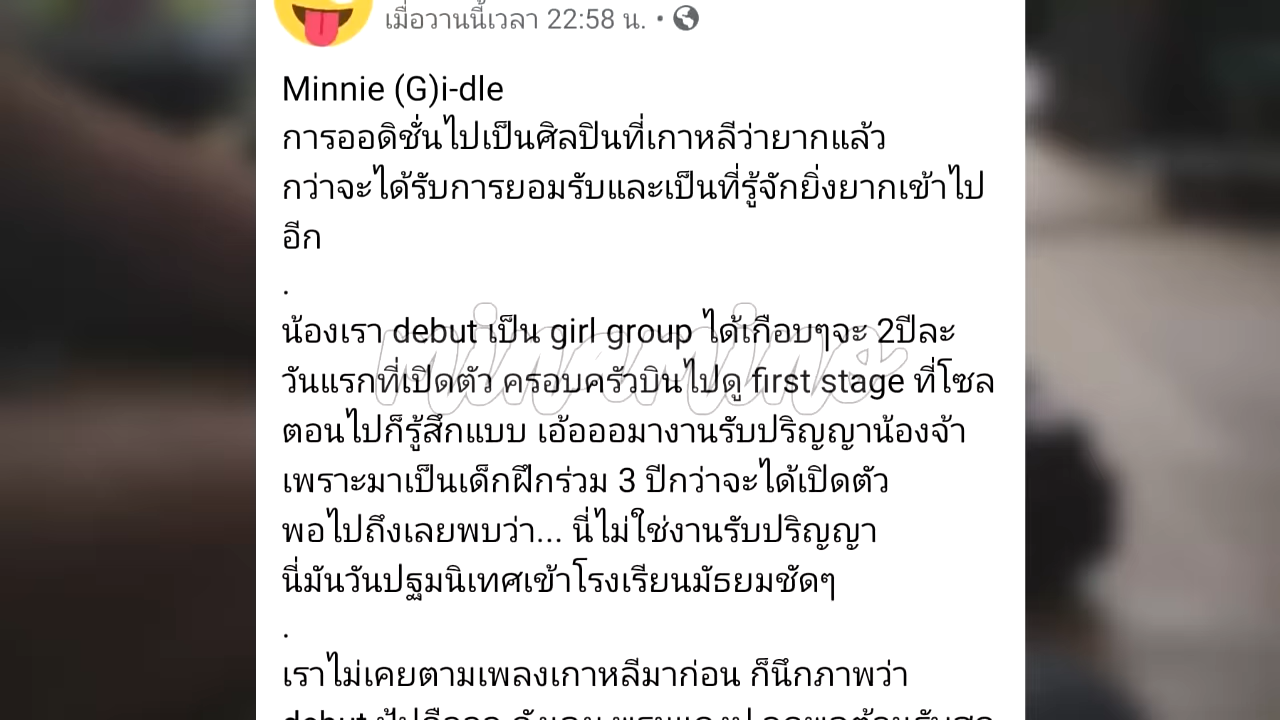 เมื่อวานนี้เวลา 22:58 น. •
Minnie (G)i-dle
การออดิชั่นไปเป็นศิลปินที่เกาหลีว่ายากแล้ว
กว่าจะได้รับการยอมรับและเป็นที่รู้จักยิ่งยากเข้าไป
อีก
.
น้องเรา debut เป็น girl group ได้เกือบๆจะ 2ปีละ
วันแรกที่เปิดตัว ครอบครัวบินไปดู first stage ที่โซล
ตอนไปก็รู้สึกแบบ เอ้อออมางานรับปริญญาน้องจ้า
เพราะมาเป็นเด็กฝึกร่วม 3 ปีกว่าจะได้เปิดตัว
พอไปถึงเลยพบว่า... นี่ไม่ใช่งานรับปริญญา
นี่มันวันปฐมนิเทศเข้าโรงเรียนมัธยมชัดๆ
.
เราไม่เคยตามเพลงเกาหลีมาก่อน ก็นึกภาพว่า
debut